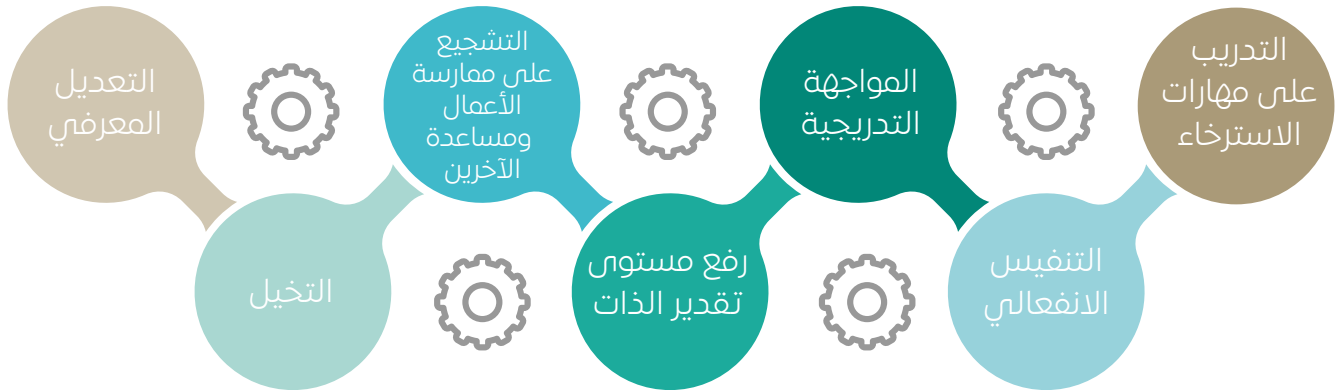 التدريب
على مهارات
الاسترخاء
التنفيس
الانفعالي
المواجهة
التدريجية
رفع مستوى
تقدير الذات
التشجيع
على ممارسة
الأعمال
ومساعدة
الآخرين
التخيل
التعديل
المعرفي